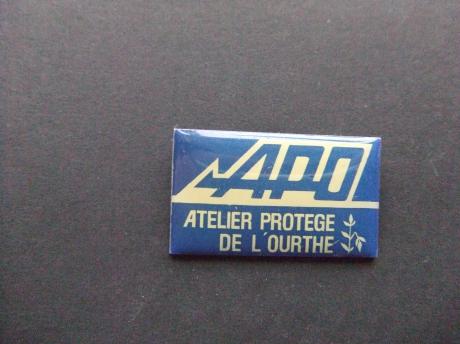 APO
ATELIER PROTEGE
DE L'OURTHE